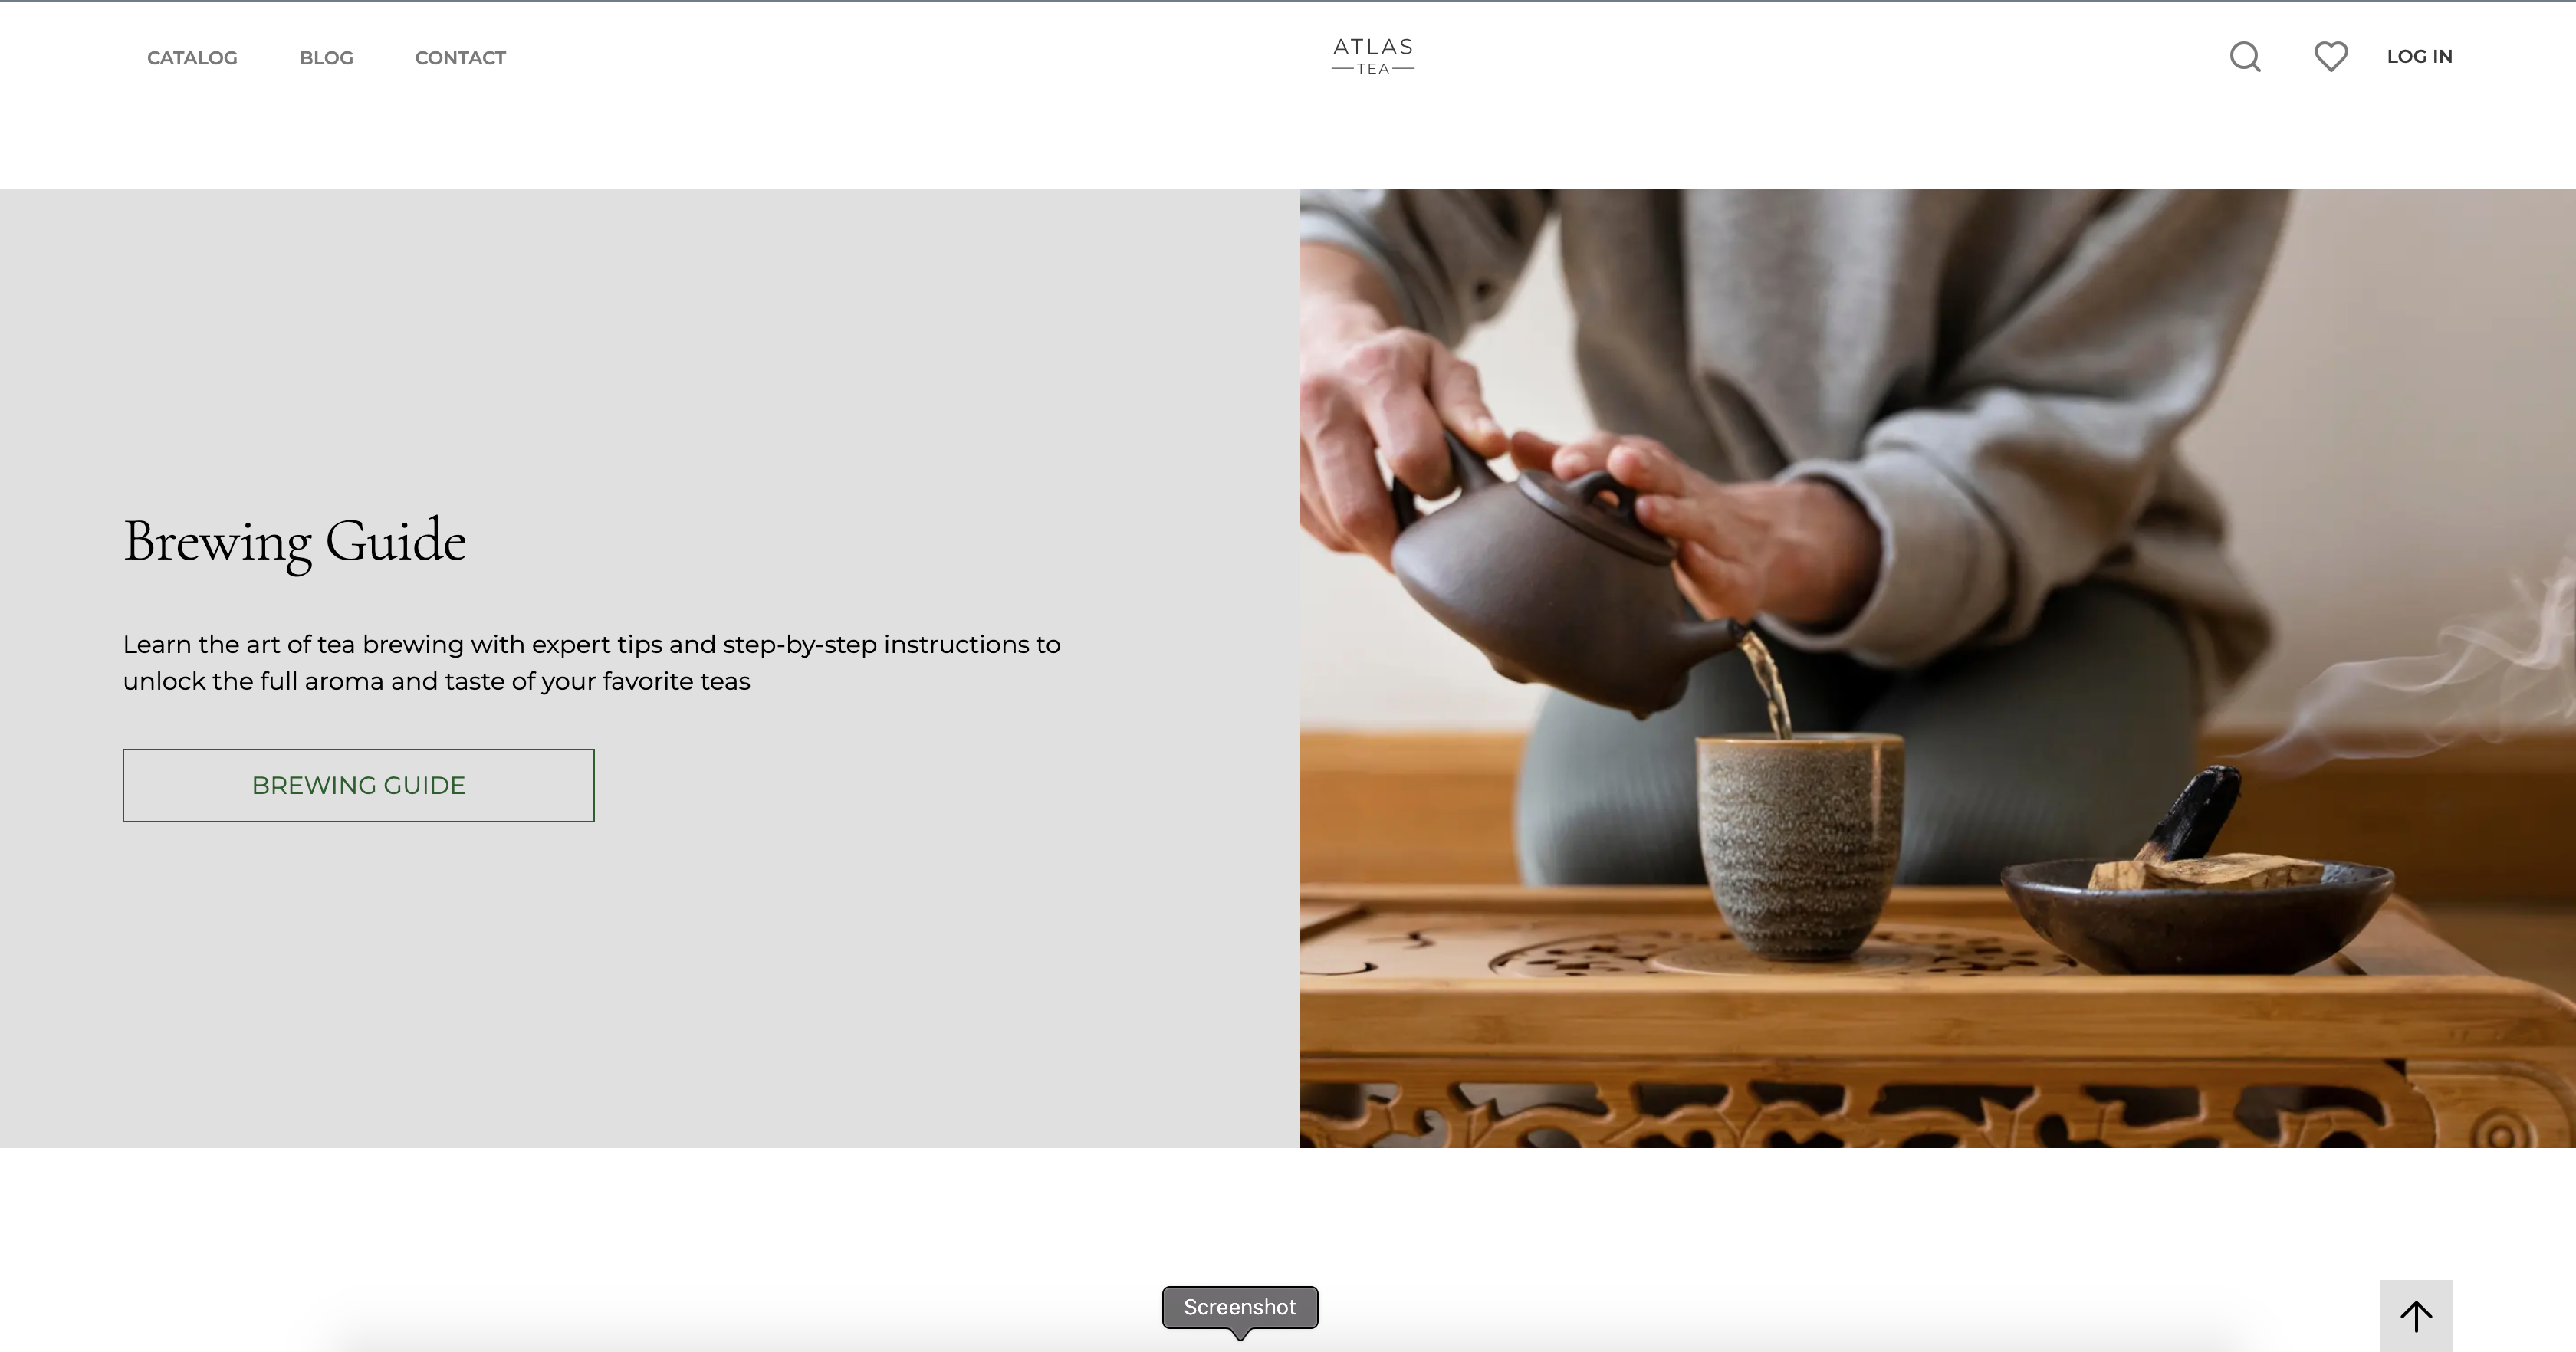 CATALOG
BLOG
CONTACT
ATLAS
TEA
LOG IN
Brewing Guide
Learn the art of tea brewing with expert tips and step-by-step instructions to
unlock the full aroma and taste of your favorite teas
BREWING GUIDE
Screenshot